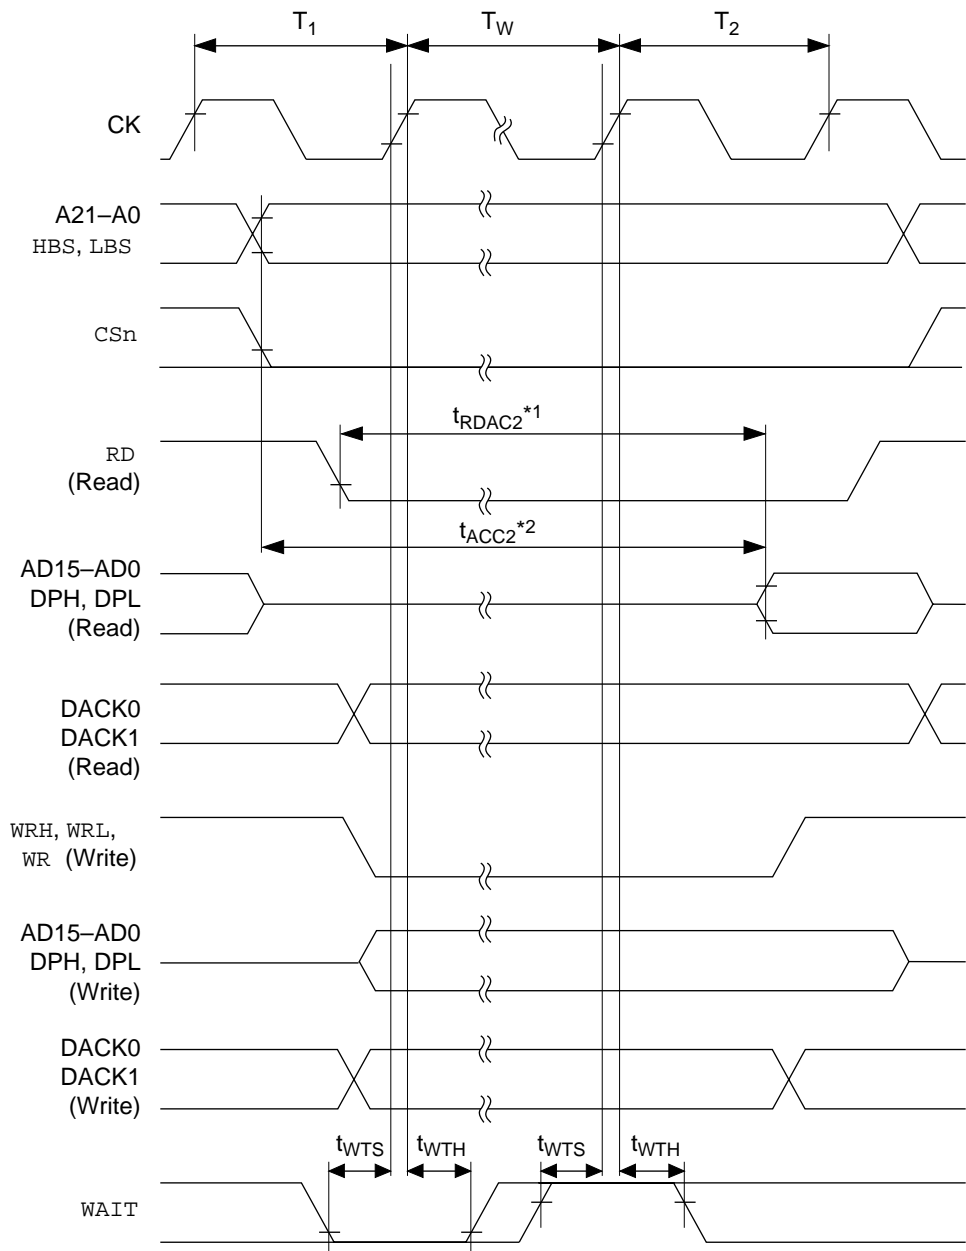 T1 TW T2
CK
A21–A0
HBS, LBS
CSn
tRDAC2*1
RD
(Read)
tACC2*2
AD15–AD0
DPH, DPL
(Read)
DACK0
DACK1
(Read)
WRH, WRL,
WR (Write)
AD15–AD0
DPH, DPL
(Write)
DACK0
DACK1
(Write)
tWTS tWTH tWTS tWTH
WAIT